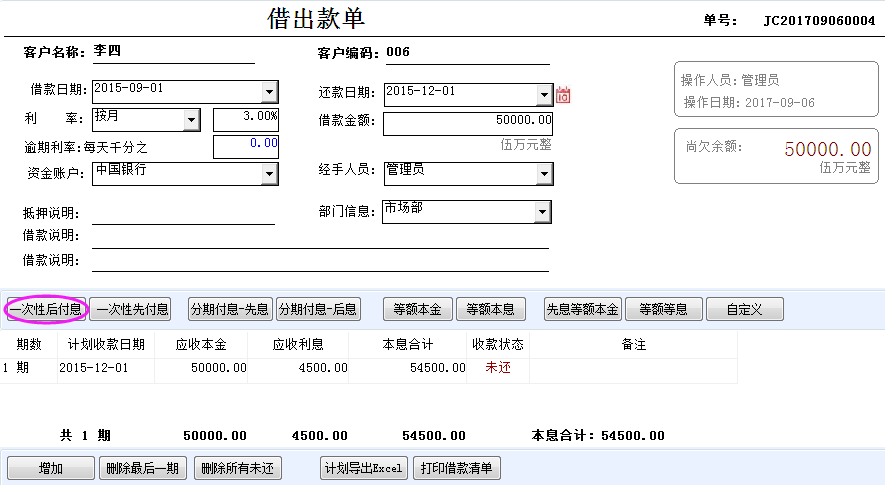 借出款单
单号: JC201709060004
客户名称: 李四
客户编码: 006
借款日期: 2015-09-01
还款日期: 2015-12-01
利 率: 按月 3.00%
借款金额: 50000.00
伍万元整
逾期利率:每天千分之 0.00
资金账户: 中国银行
经手人员: 管理员
抵押说明:
部门信息: 市场部
借款说明:
借款说明:
操作人员: 管理员
操作日期: 2017-09-06
尚欠余额: 50000.00
伍万元整
一次性后付息 一次性先付息 分期付息-先息 分期付息-后息 等额本金 等额本息 先息等额本金 等额等息 自定义
期数 计划收款日期 应收本金 应收利息 本息合计 收款状态 备注
1 期 2015-12-01 50000.00 4500.00 54500.00 未还
共 1 期 50000.00 4500.00 54500.00 本息合计: 54500.00
增加 删除最后一期 删除所有未还 计划导出Excel 打印借款清单